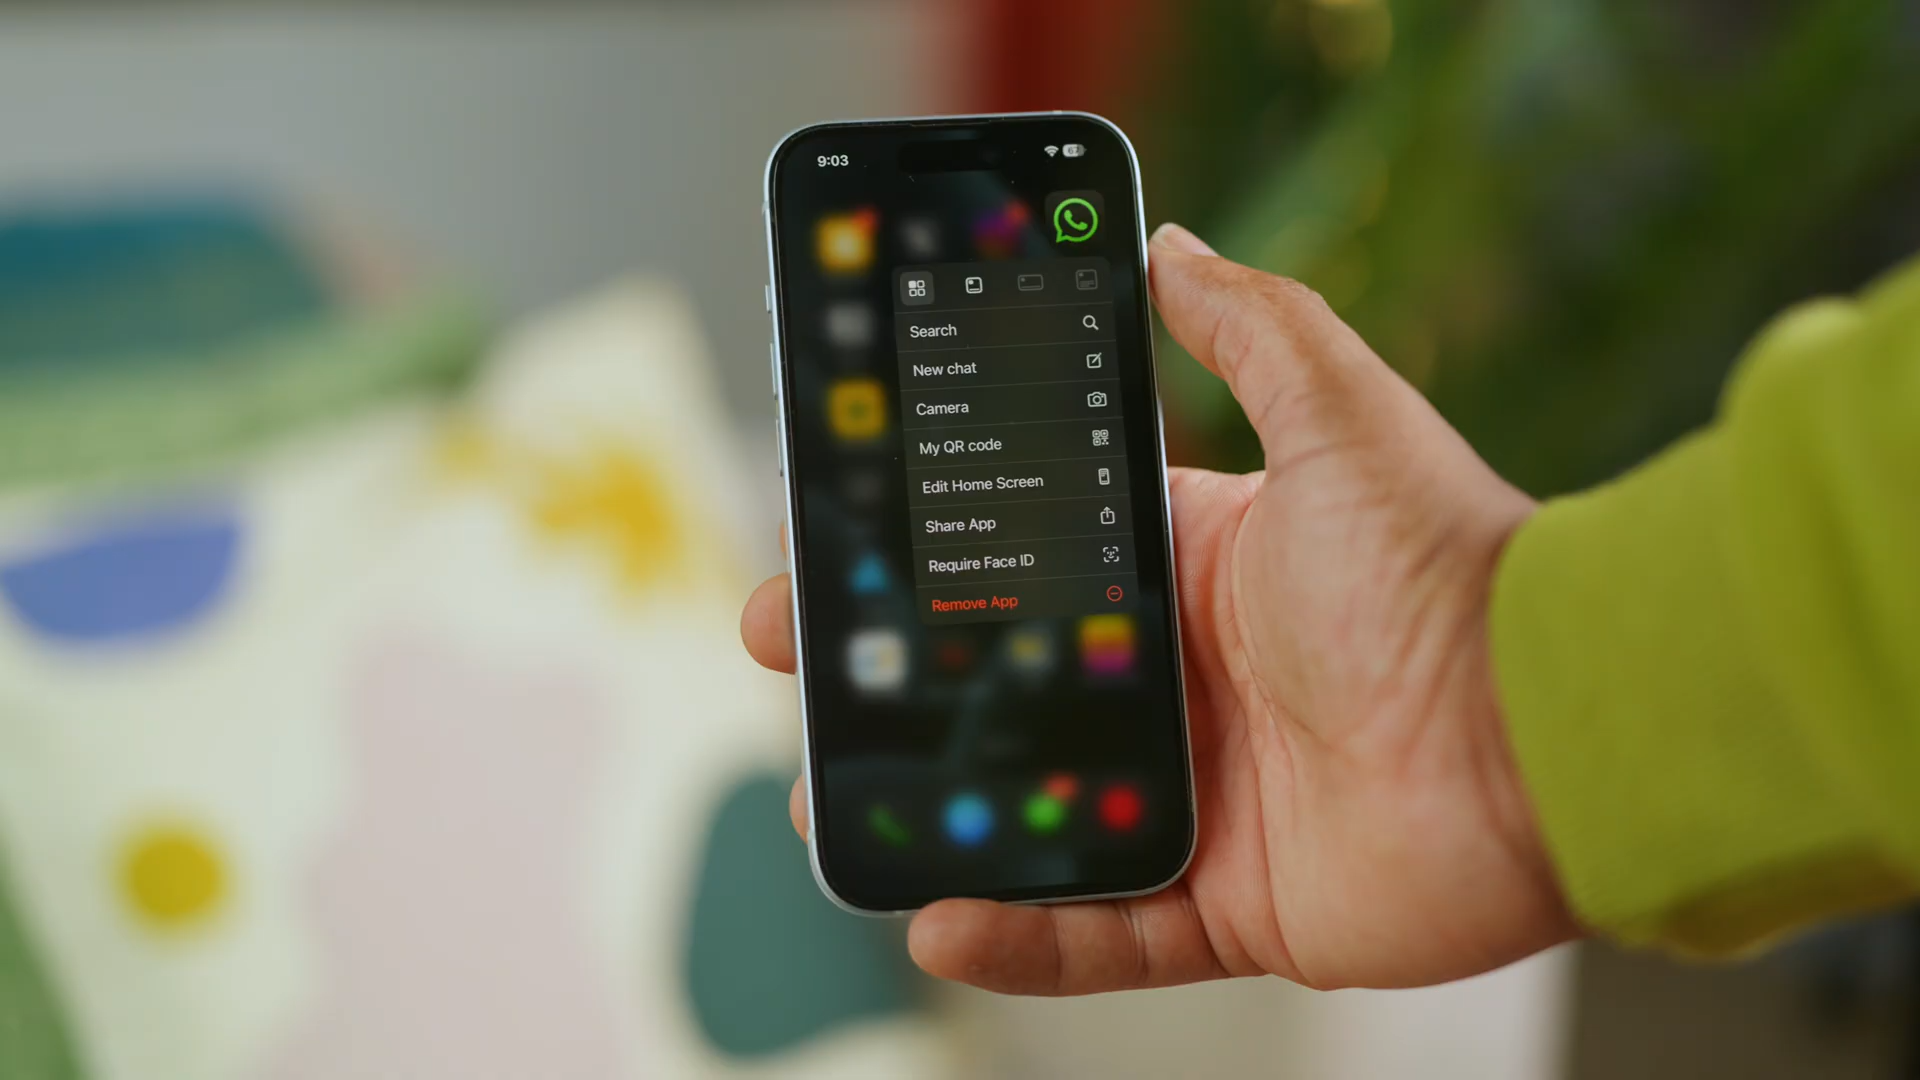 9:03
67
Search
New chat
Camera
My QR code
Edit Home Screen
Share App
Require Face ID
Remove App